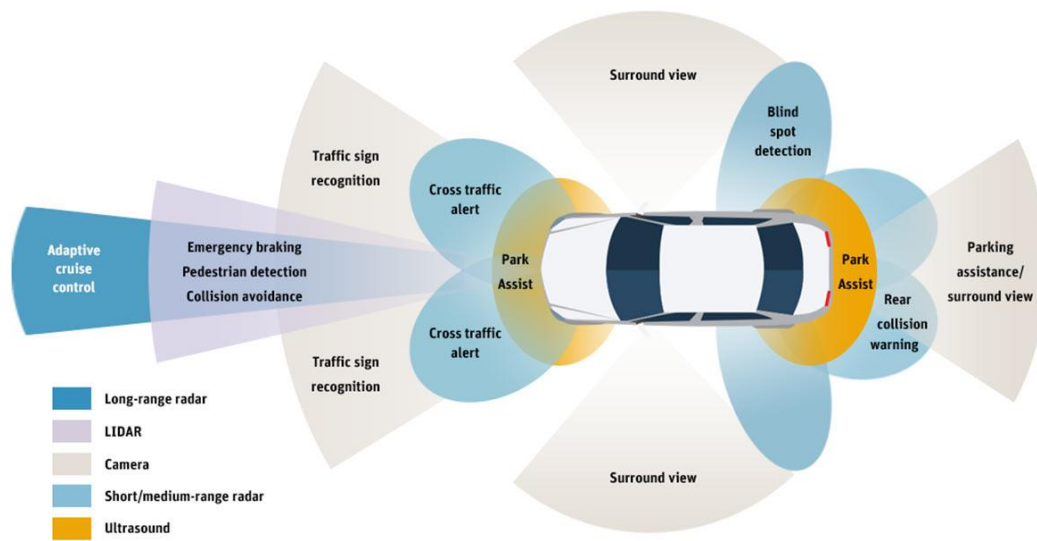 Surround view
Blind
spot
detection
Traffic sign
recognition
Cross traffic
alert
Adaptive
cruise
control
Emergency braking
Pedestrian detection
Collision avoidance
Park
Assist
Park
Assist
Parking
assistance/
surround view
Rear
collision
warning
Cross traffic
alert
Traffic sign
recognition
Surround view
Long-range radar
LIDAR
Camera
Short/medium-range radar
Ultrasound